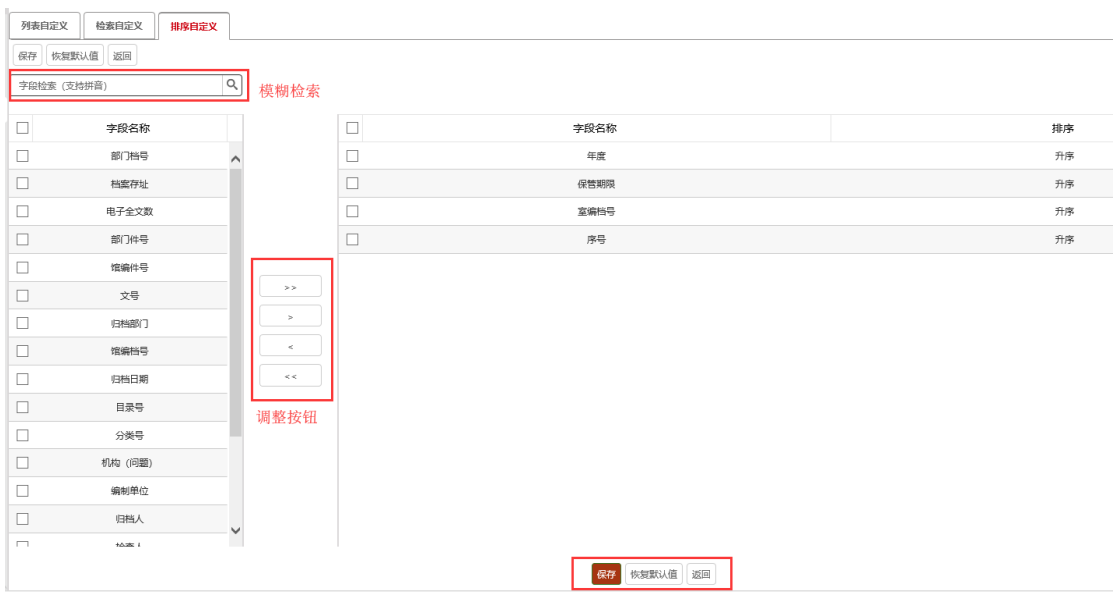 列表自定义 检索自定义 排序自定义
保存 恢复默认值 返回
字段检索（支持拼音）
模糊检索
字段名称 字段名称 排序
部门档号 年度 升序
档案存址 保管期限 升序
电子全文数 室编档号 升序
部门件号 序号 升序
馆编件号
>>
文号
>
归档部门
<
馆编档号
<<
归档日期
目录号
调整按钮
分类号
机构（问题）
编制单位
归档人
检查人
保存 恢复默认值 返回